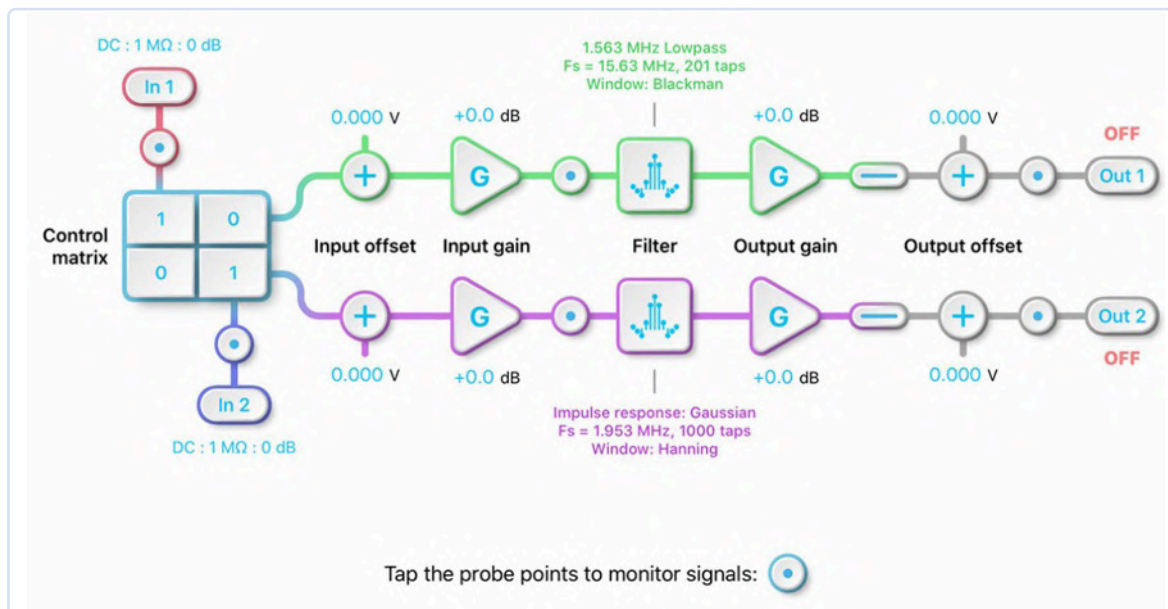 DC : 1 MΩ : 0 dB
In 1
1.563 MHz Lowpass
Fs = 15.63 MHz, 201 taps
Window: Blackman
0.000 V
+0.0 dB
+0.0 dB
0.000 V
OFF
G
G
Out 1
Control
matrix
1 0
0 1
Input offset
Input gain
Filter
Output gain
Output offset
G
G
Out 2
0.000 V
+0.0 dB
+0.0 dB
0.000 V
OFF
In 2
DC : 1 MΩ : 0 dB
Impulse response: Gaussian
Fs = 1.953 MHz, 1000 taps
Window: Hanning
Tap the probe points to monitor signals: